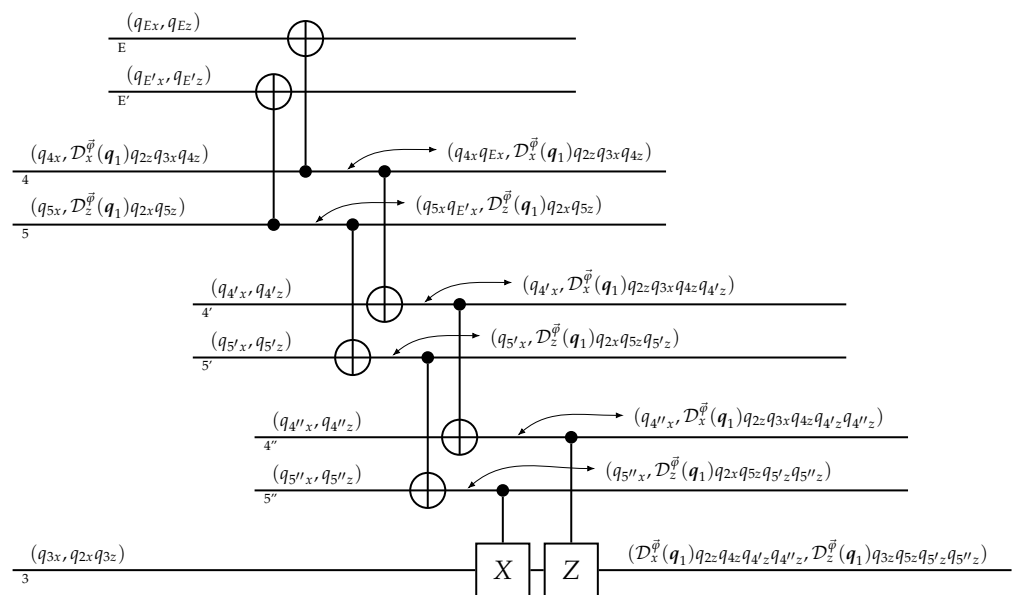 (q_{Ex}, q_{Ez})
E
(q_{E′x}, q_{E′z})
E′
(q_{4x}, 𝒟_x^{φ⃗}(𝒒_1)q_{2z}q_{3x}q_{4z})
(q_{4x}q_{Ex}, 𝒟_x^{φ⃗}(𝒒_1)q_{2z}q_{3x}q_{4z})
4
(q_{5x}, 𝒟_z^{φ⃗}(𝒒_1)q_{2x}q_{5z})
(q_{5x}q_{E′x}, 𝒟_z^{φ⃗}(𝒒_1)q_{2x}q_{5z})
5
(q_{4′x}, q_{4′z})
(q_{4′x}, 𝒟_x^{φ⃗}(𝒒_1)q_{2z}q_{3x}q_{4z}q_{4′z})
4′
(q_{5′x}, q_{5′z})
(q_{5′x}, 𝒟_z^{φ⃗}(𝒒_1)q_{2x}q_{5z}q_{5′z})
5′
(q_{4″x}, q_{4″z})
(q_{4″x}, 𝒟_x^{φ⃗}(𝒒_1)q_{2z}q_{3x}q_{4z}q_{4′z}q_{4″z})
4″
(q_{5″x}, q_{5″z})
(q_{5″x}, 𝒟_z^{φ⃗}(𝒒_1)q_{2x}q_{5z}q_{5′z}q_{5″z})
5″
(q_{3x}, q_{2x}q_{3z})
(𝒟_x^{φ⃗}(𝒒_1)q_{2z}q_{4z}q_{4′z}q_{4″z}, 𝒟_z^{φ⃗}(𝒒_1)q_{3z}q_{5z}q_{5′z}q_{5″z})
3
X
Z